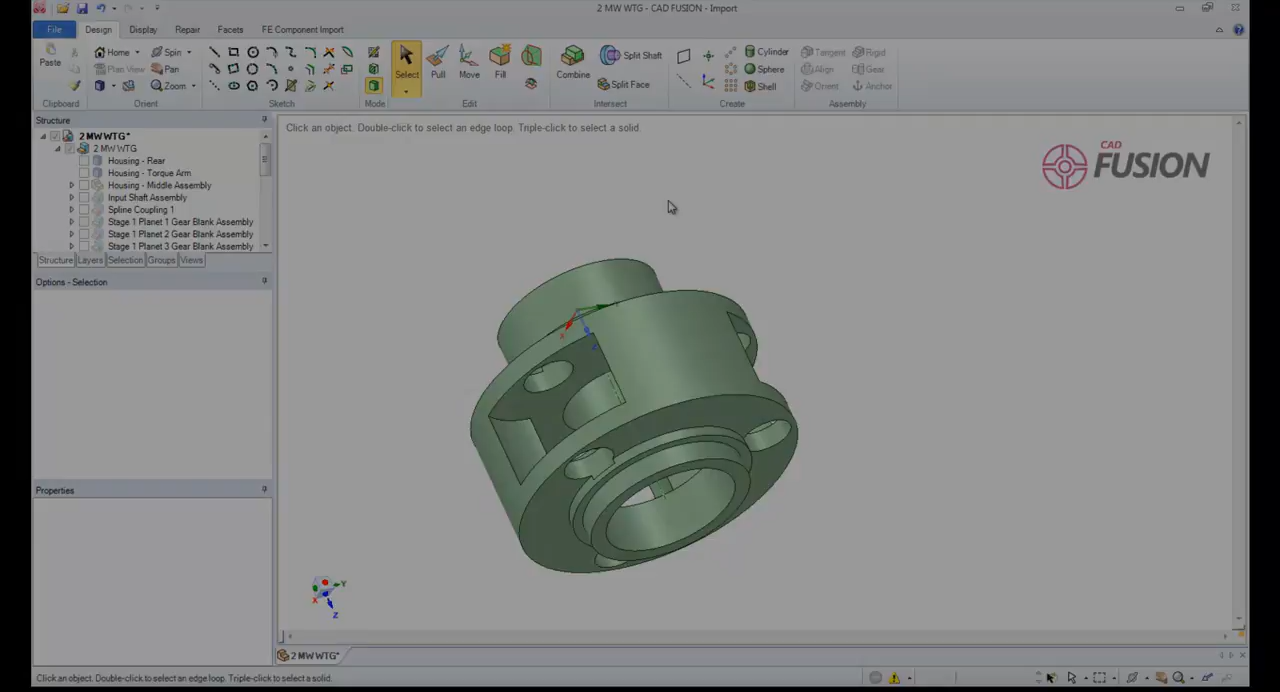 2 MW WTG - CAD FUSION - Import
File Design Display Repair Facets FE Component Import
Paste
Home
Plan View
Spin
Pan
Zoom
Select
Pull
Move
Fill
Combine
Split Shaft
Split Face
Cylinder
Sphere
Shell
Tangent
Align
Orient
Rigid
Gear
Anchor
Clipboard Orient Sketch Mode Edit Intersect Create Assembly
Structure
2 MW WTG*
2 MW WTG
Housing - Rear
Housing - Torque Arm
Housing - Middle Assembly
Input Shaft Assembly
Spline Coupling 1
Stage 1 Planet 1 Gear Blank Assembly
Stage 1 Planet 2 Gear Blank Assembly
Stage 1 Planet 3 Gear Blank Assembly
Structure Layers Selection Groups Views
Options - Selection
Properties
Click an object. Double-click to select an edge loop. Triple-click to select a solid.
CAD
FUSION
X
Z
Y
X
Z
2 MW WTG*
Click an object. Double-click to select an edge loop. Triple-click to select a solid.